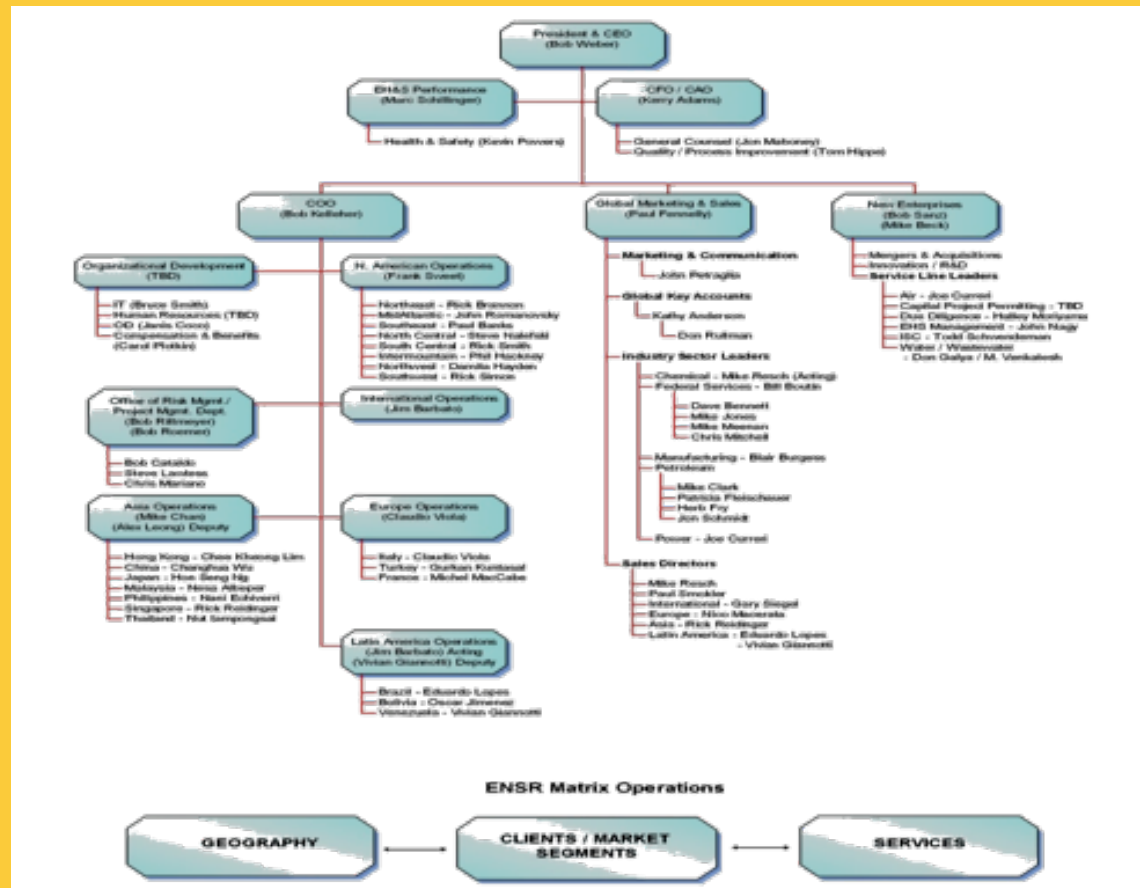 President & CEO
(Bob Weber)
EH&S Performance
(Marc Schillinger)
CFO / CAO
(Kerry Adams)
Health & Safety (Kevin Powers)
General Counsel (Jon Mahoney)
Quality / Process Improvement (Tom Hippe)
COO
(Bob Kelleher)
Global Marketing & Sales
(Paul Fennelly)
New Enterprises
(Bob Sanz)
(Mike Beck)
Organizational Development
(TBD)
IT (Bruce Smith)
Human Resources (TBD)
OD (Janis Coco)
Compensation & Benefits
(Carol Plotkin)
N. American Operations
(Frank Sweet)
Northeast - Rick Brannon
MidAtlantic - John Romanovsky
Southeast - Paul Banks
North Central - Steve
South Central - Rick Smith
Intermountain - Phil Hackney
Northwest - Hayden
Southwest - Rick Simon
Office of Risk Mgmt./
Project Mgmt. Dept.
(Bob Rittmeyer)
(Bob Roemer)
Bob Cataldo
Steve
Chris Mariano
International Operations
(Jim Barbato)
Asia Operations
(Mike Chan)
(Alex Leong) Deputy
Hong Kong - Chee Kheong Lim
China - Changhua Wu
Japan - Hon Seng Ng
Malaysia - Nima
Philippines - Nani Echiverri
Singapore - Rick Reidinger
Thailand - Nut
Europe Operations
(Claudio Viola)
Italy - Claudio Viola
Turkey - Gurkan Kuntasal
France - Michel MacCabe
Latin America Operations
(Jim Barbato) Acting
(Vivian Giannotti) Deputy
Brazil - Eduardo Lopes
Bolivia - Oscar Jimenez
Venezuela - Vivian Giannotti
Marketing & Communication
John Petraglia
Global Key Accounts
Kathy Anderson
Don Rullman
Industry Sector Leaders
Chemical - Mike Resch (Acting)
Federal Services - Bill Boutin
Dave Bennett
Mike Jones
Mike Meenan
Chris Mitchell
Manufacturing - Blair Burgess
Petroleum
Mike Clark
Patricia Fleischauer
Herb Fry
Jon Schmidt
Power - Joe Curreri
Sales Directors
Mike Resch
Paul Smokler
International - Gary Siegel
Europe - Nico Macerata
Asia - Rick Reidinger
Latin America - Eduardo Lopes
- Vivian Giannotti
Mergers & Acquisitions
Innovation / R&D
Service Line Leaders
Air - Joe Curreri
Capital Project Permitting - TBD
Due Diligence - Halley Moriyama
EHS Management - John Nagy
ISC - Todd Schwendeman
Water / Wastewater
- Don Galya / M. Venkatesh
ENSR Matrix Operations
GEOGRAPHY
CLIENTS / MARKET
SEGMENTS
SERVICES